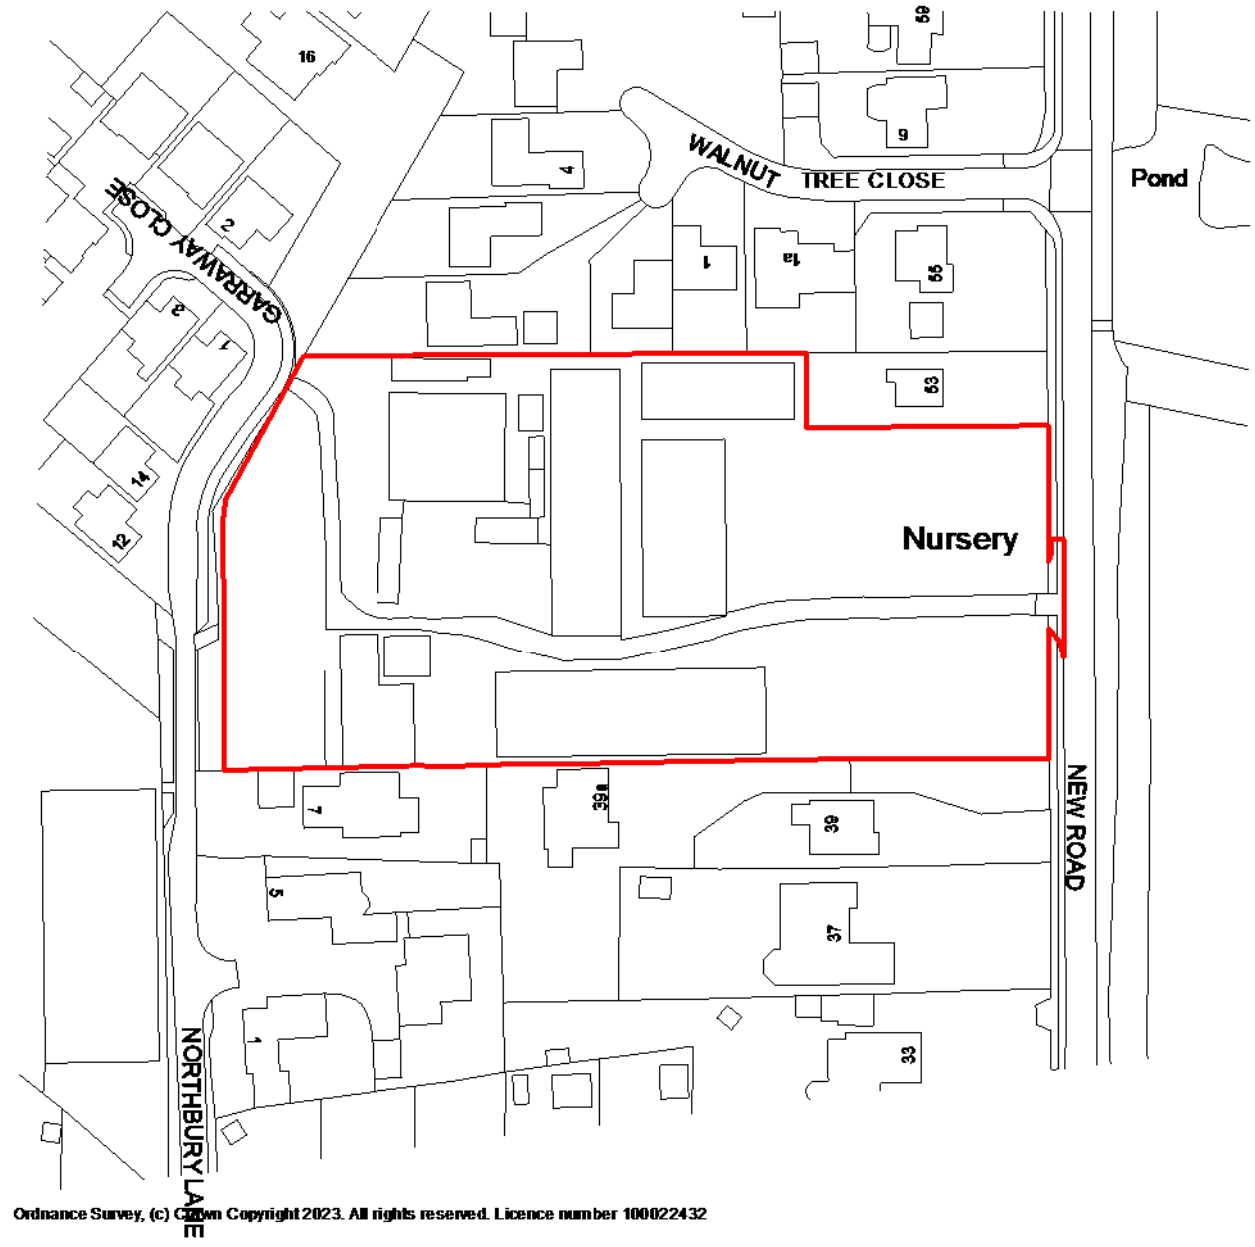 59
16
9
WALNUT
TREE CLOSE
4
Pond
GARRAWAY CLOSE
2
1
1a
55
3
1
53
14
12
Nursery
NEW ROAD
7
39a
39
5
37
1
33
NORTHBURY LANE
Ordnance Survey, (c) Crown Copyright 2023. All rights reserved. Licence number 100022432